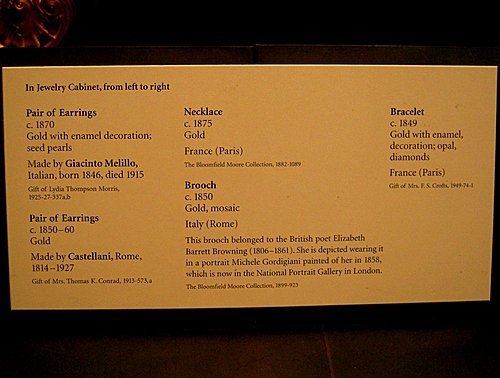 In Jewelry Cabinet, from left to right
Pair of Earrings
c. 1870
Gold with enamel decoration;
seed pearls
Made by Giacinto Melillo,
Italian, born 1846, died 1915
Gift of Lydia Thompson Morris,
1925-27-337a,b
Pair of Earrings
c. 1850–60
Gold
Made by Castellani, Rome,
1814–1927
Gift of Mrs. Thomas K. Conrad, 1913-573,a
Necklace
c. 1875
Gold
France (Paris)
The Bloomfield Moore Collection, 1882-1089
Brooch
c. 1850
Gold, mosaic
Italy (Rome)
This brooch belonged to the British poet Elizabeth
Barrett Browning (1806–1861). She is depicted wearing it
in a portrait Michele Gordigiani painted of her in 1858,
which is now in the National Portrait Gallery in London.
The Bloomfield Moore Collection, 1899-923
Bracelet
c. 1849
Gold with enamel,
decoration; opal,
diamonds
France (Paris)
Gift of Mrs. F. S. Crofts, 1949-74-1